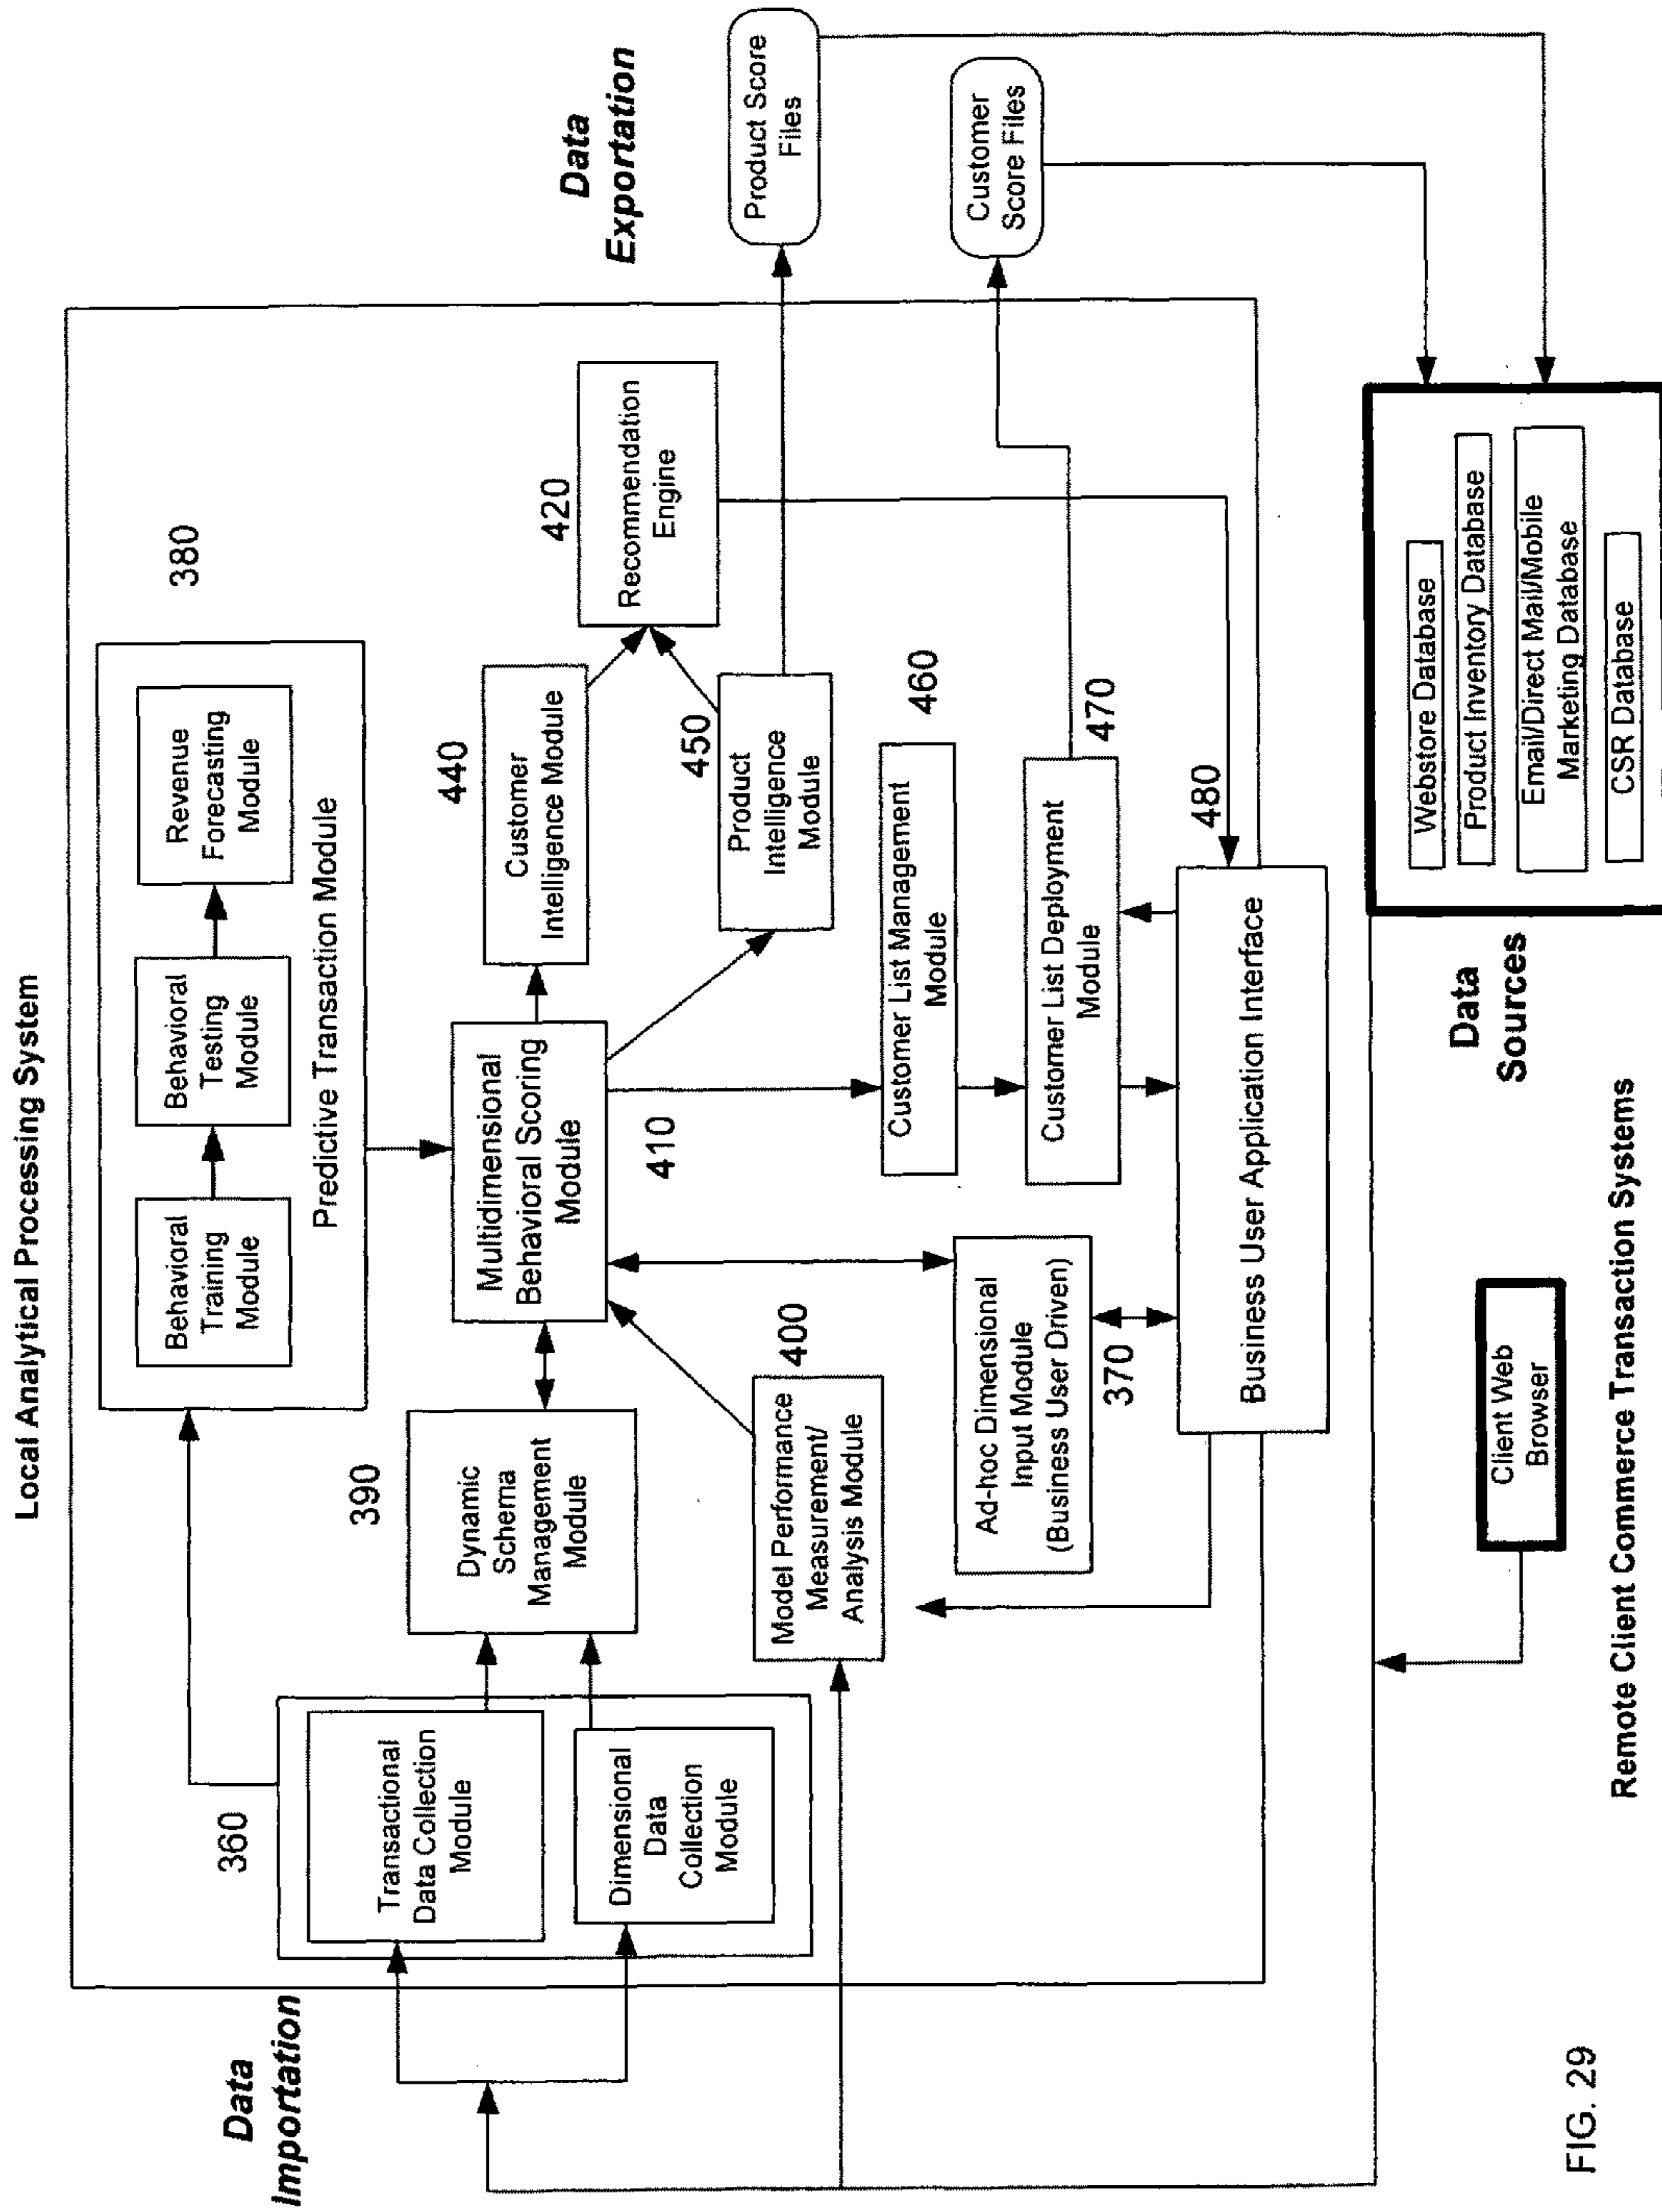 Local Analytical Processing System
Data
Importation
360
Transactional
Data Collection
Module
Dimensional
Data
Collection
Module
Behavioral
Training
Module
Behavioral
Testing
Module
Revenue
Forecasting
Module
Predictive Transaction Module
380
390
Dynamic
Schema
Management
Module
Multidimensional
Behavioral Scoring
Module
410
440
Customer
Intelligence Module
450
Product
Intelligence
Module
420
Recommendation
Engine
Data
Exportation
Product Score
Files
Customer
Score Files
Model Performance
Measurement/
Analysis Module
400
Ad-hoc Dimensional
Input Module
(Business User Driven)
370
Customer List Management
Module
460
Customer List Deployment
Module
470
480
Business User Application Interface
Data
Sources
Webstore Database
Product Inventory Database
Email/Direct Mail/Mobile
Marketing Database
CSR Database
Client Web
Browser
Remote Client Commerce Transaction Systems
FIG. 29